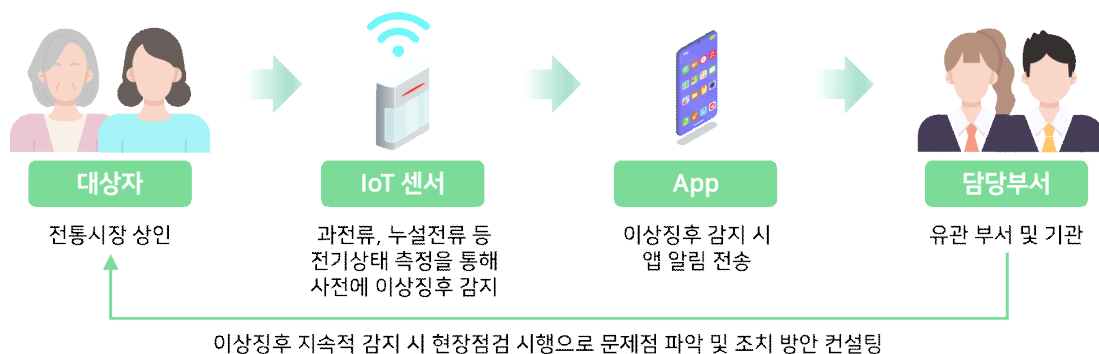 대상자
전통시장 상인
IoT 센서
과전류, 누설전류 등
전기상태 측정을 통해
사전에 이상징후 감지
App
이상징후 감지 시
앱 알림 전송
담당부서
유관 부서 및 기관
이상징후 지속적 감지 시 현장점검 시행으로 문제점 파악 및 조치 방안 컨설팅